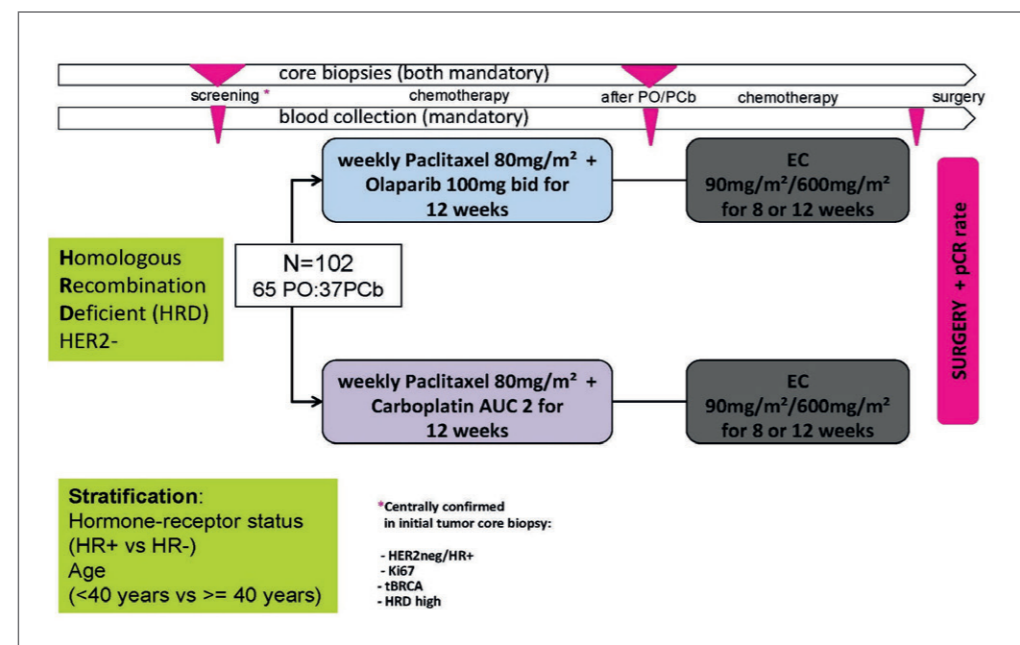 core biopsies (both mandatory)
screening * chemotherapy after PO/PCb chemotherapy surgery
blood collection (mandatory)
weekly Paclitaxel 80mg/m² +
Olaparib 100mg bid for
12 weeks
EC
90mg/m²/600mg/m²
for 8 or 12 weeks
Homologous
Recombination
Deficient (HRD)
HER2-
N=102
65 PO:37PCb
weekly Paclitaxel 80mg/m² +
Carboplatin AUC 2 for
12 weeks
EC
90mg/m²/600mg/m²
for 8 or 12 weeks
SURGERY + pCR rate
Stratification:
Hormone-receptor status
(HR+ vs HR-)
Age
(<40 years vs >= 40 years)
*Centrally confirmed
in initial tumor core biopsy:
- HER2neg/HR+
- Ki67
- tBRCA
- HRD high